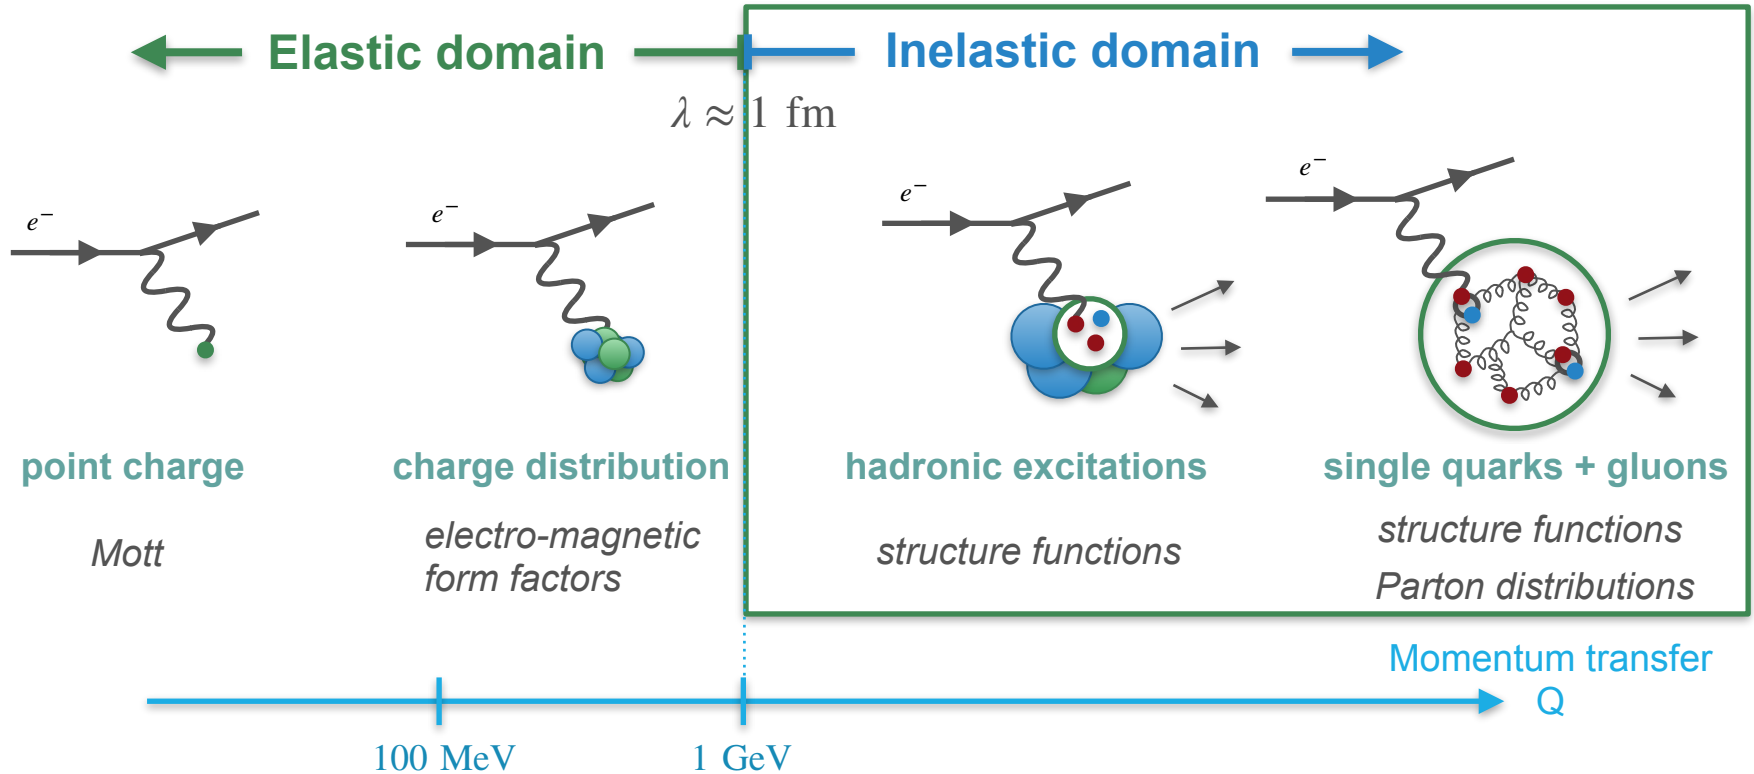 Elastic domain
Inelastic domain
λ ≈ 1 fm
e⁻
e⁻
e⁻
e⁻
point charge
charge distribution
hadronic excitations
single quarks + gluons
Mott
electro-magnetic
form factors
structure functions
structure functions
Parton distributions
Momentum transfer
Q
100 MeV
1 GeV